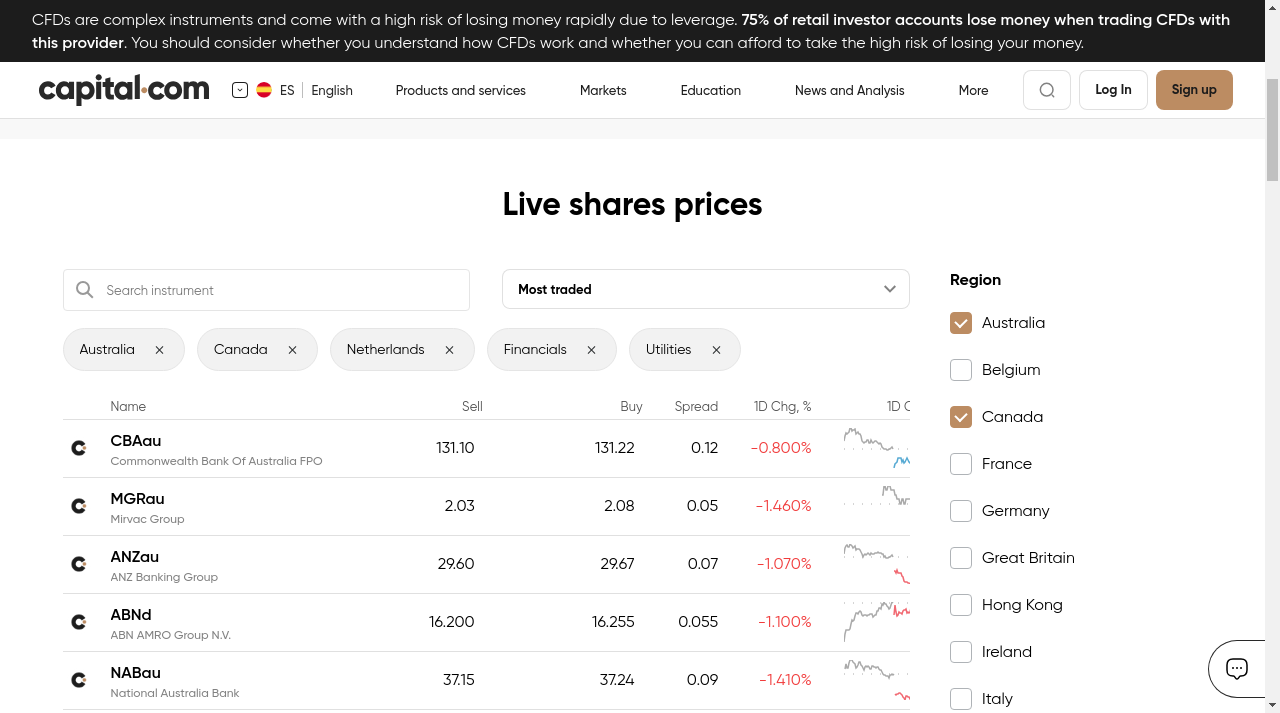 CFDs are complex instruments and come with a high risk of losing money rapidly due to leverage. 75% of retail investor accounts lose money when trading CFDs with
this provider. You should consider whether you understand how CFDs work and whether you can afford to take the high risk of losing your money.
capital.com
ES English
Products and services
Markets
Education
News and Analysis
More
Log In
Sign up
Live shares prices
Search instrument
Most traded
Region
Australia
Canada
Netherlands
Financials
Utilities
Name Sell Buy Spread 1D Chg, % 1D C
CBAau 131.10 131.22 0.12 -0.800%
Commonwealth Bank Of Australia FPO
MGRau 2.03 2.08 0.05 -1.460%
Mirvac Group
ANZau 29.60 29.67 0.07 -1.070%
ANZ Banking Group
ABNd 16.200 16.255 0.055 -1.100%
ABN AMRO Group N.V.
NABau 37.15 37.24 0.09 -1.410%
National Australia Bank
Australia
Belgium
Canada
France
Germany
Great Britain
Hong Kong
Ireland
Italy